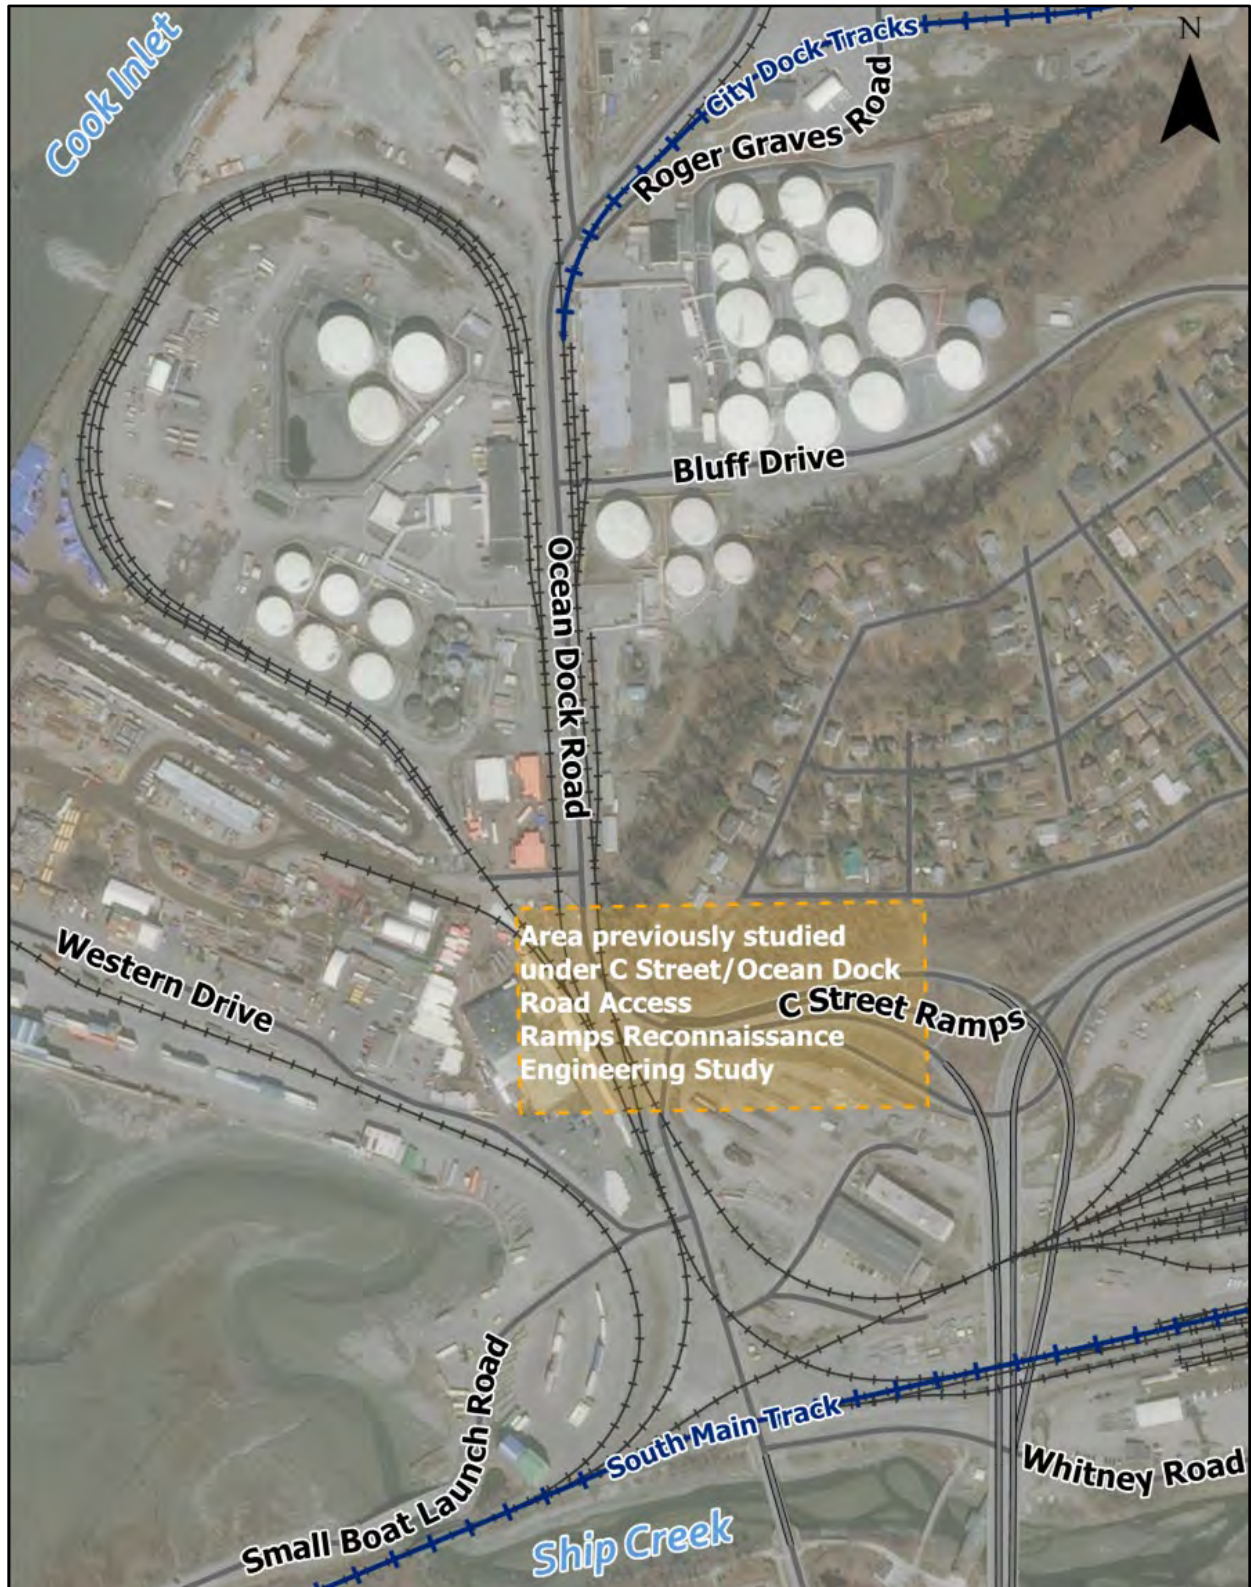 Cook Inlet
City Dock Tracks
N
Roger Graves Road
Bluff Drive
Ocean Dock Road
Area previously studied
under C Street/Ocean Dock
Road Access
Ramps Reconnaissance
Engineering Study
C Street Ramps
Western Drive
Small Boat Launch Road
South Main Track
Whitney Road
Ship Creek